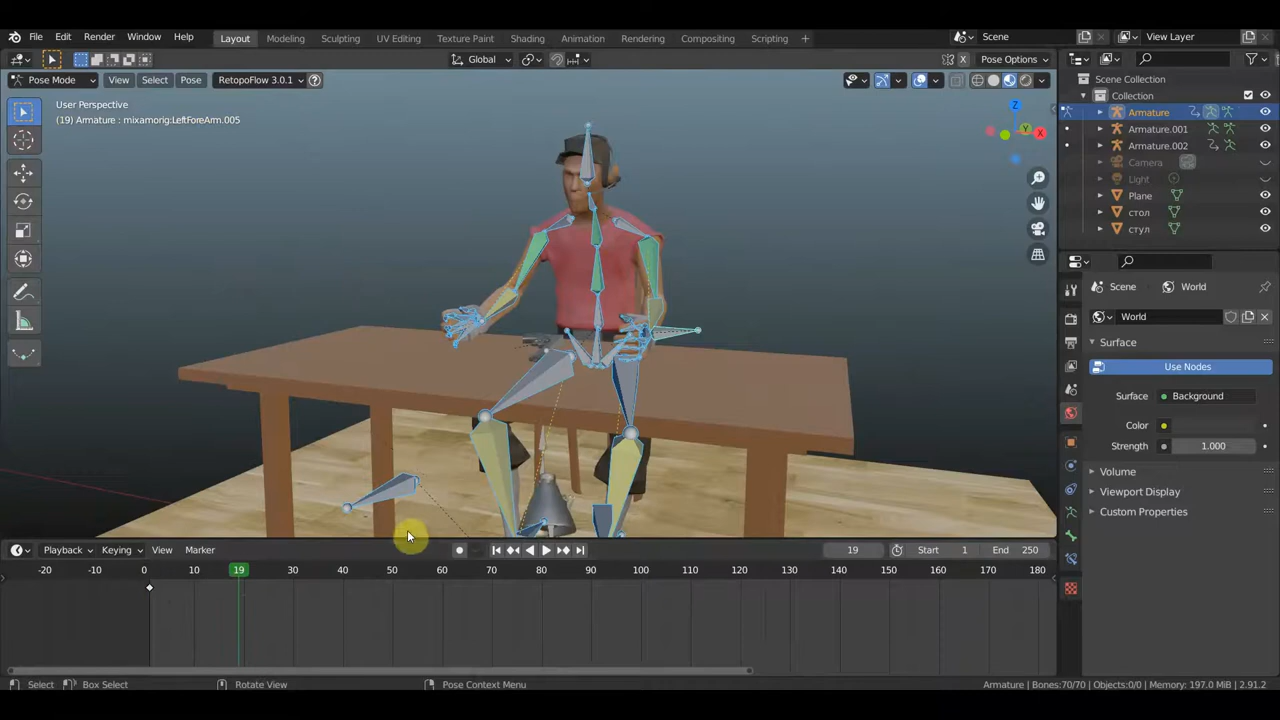 File Edit Render Window Help Layout Modeling Sculpting UV Editing Texture Paint Shading Animation Rendering Compositing Scripting + Scene View Layer
Global X Pose Options
Pose Mode View Select Pose RetopoFlow 3.0.1 ?
User Perspective
(19) Armature : mixamorig:LeftForeArm.005
Z
Y
X
Scene Collection
Collection
Armature
Armature.001
Armature.002
Camera
Light
Plane
стол
стул
Scene World
World
Surface
Use Nodes
Surface Background
Color
Strength 1.000
Volume
Viewport Display
Custom Properties
Playback Keying View Marker 19 Start 1 End 250
-20 -10 0 10 19 30 40 50 60 70 80 90 100 110 120 130 140 150 160 170 180
Select Box Select Rotate View Pose Context Menu Armature | Bones:70/70 | Objects:0/0 | Memory: 197.0 MiB | 2.91.2